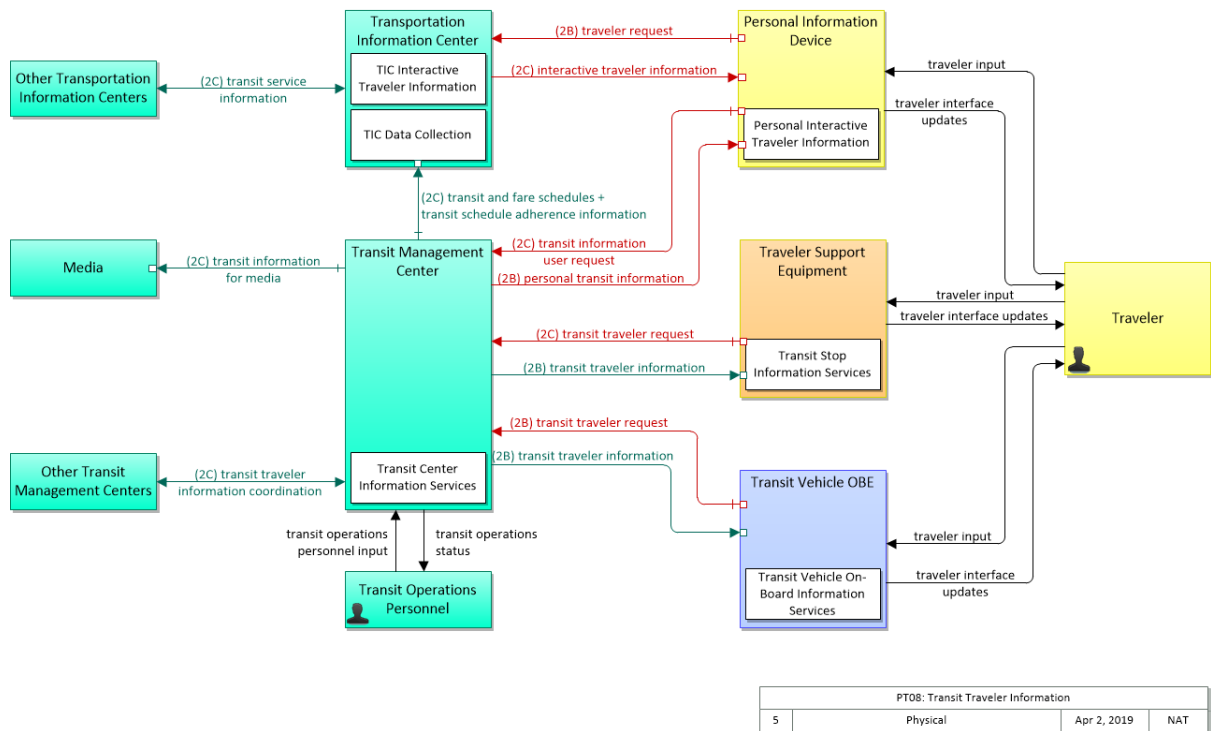 Transportation
Information Center
TIC Interactive
Traveler Information
TIC Data Collection
Personal Information
Device
Personal Interactive
Traveler Information
(2B) traveler request
(2C) interactive traveler information
Other Transportation
Information Centers
(2C) transit service
information
traveler input
traveler interface
updates
(2C) transit and fare schedules +
transit schedule adherence information
Media
(2C) transit information
for media
Transit Management
Center
Transit Center
Information Services
(2C) transit information
user request
(2B) personal transit information
Traveler Support
Equipment
Transit Stop
Information Services
(2C) transit traveler request
(2B) transit traveler information
traveler input
traveler interface updates
Traveler
(2B) transit traveler request
(2B) transit traveler information
Other Transit
Management Centers
(2C) transit traveler
information coordination
Transit Vehicle OBE
Transit Vehicle On-
Board Information
Services
traveler input
traveler interface
updates
transit operations
personnel input
transit operations
status
Transit Operations
Personnel
PT08: Transit Traveler Information
5 Physical Apr 2, 2019 NAT